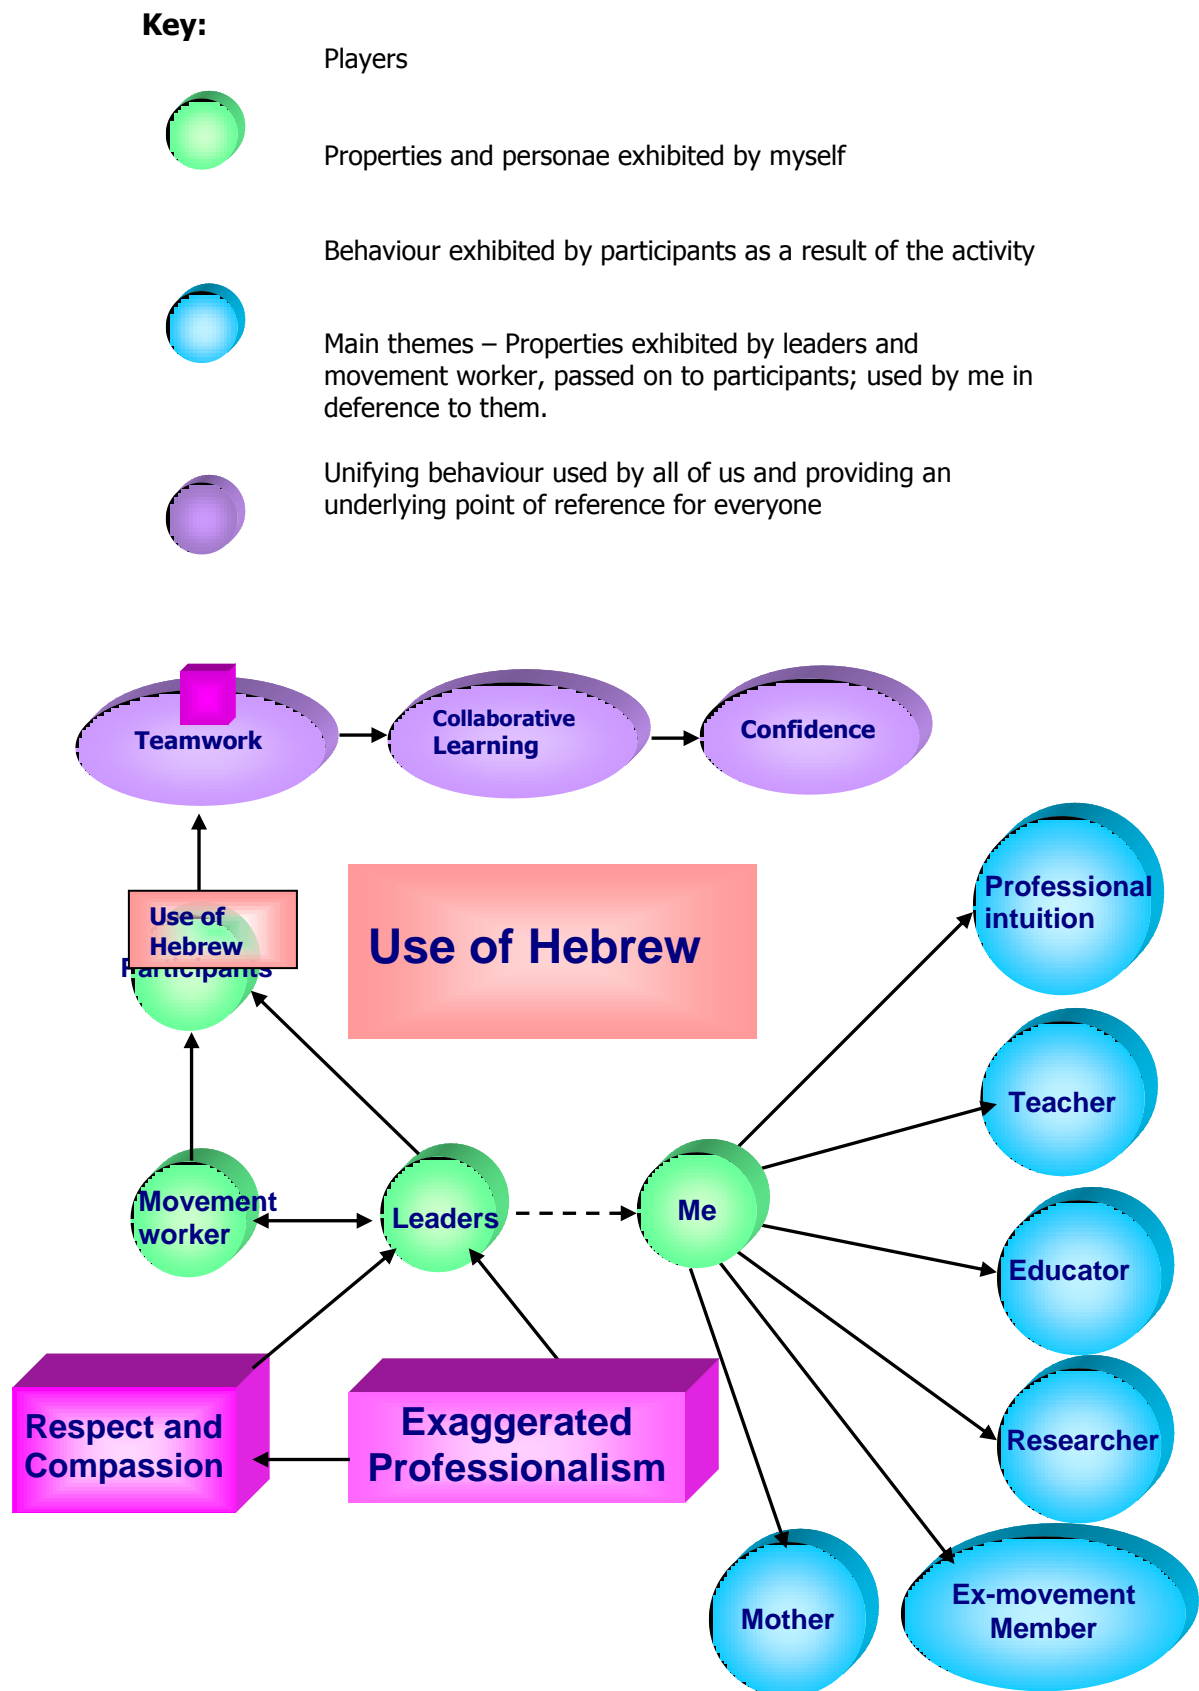 Key:
Players
Properties and personae exhibited by myself
Behaviour exhibited by participants as a result of the activity
Main themes – Properties exhibited by leaders and
movement worker, passed on to participants; used by me in
deference to them.
Unifying behaviour used by all of us and providing an
underlying point of reference for everyone
Teamwork
Collaborative
Learning
Confidence
Use of
Hebrew
Participants
Use of Hebrew
Professional
intuition
Teacher
Movement
worker
Leaders
Me
Educator
Respect and
Compassion
Exaggerated
Professionalism
Researcher
Mother
Ex-movement
Member